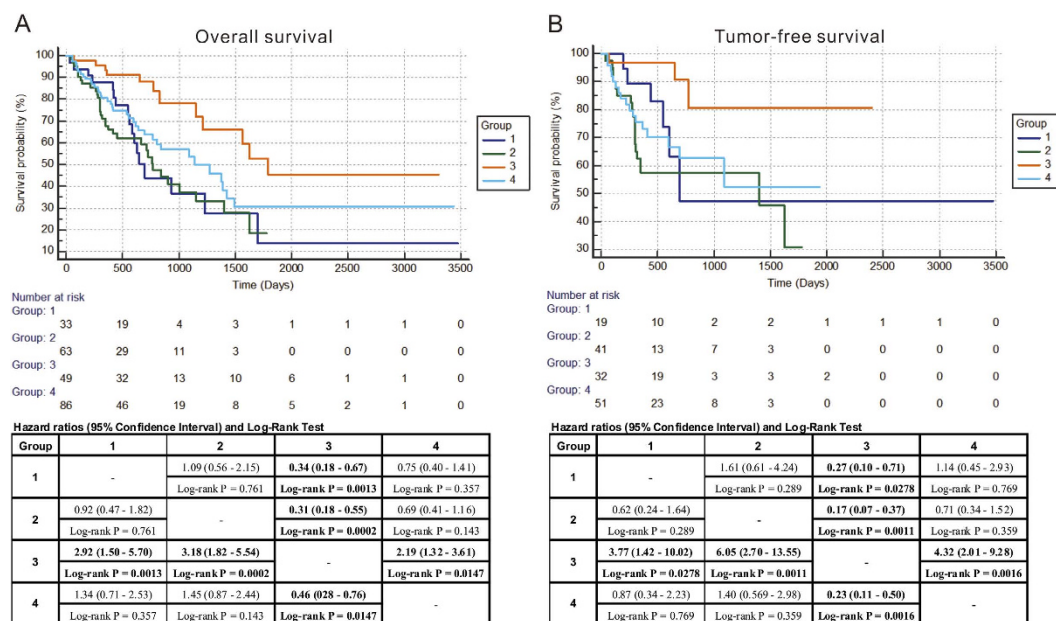 A
Overall survival
Survival probability (%)
100
90
80
70
60
50
40
30
20
10
0 500 1000 1500 2000 2500 3000 3500
Time (Days)
Group
1
2
3
4
Number at risk
Group: 1
33 19 4 3 1 1 1 0
Group: 2
63 29 11 3 0 0 0 0
Group: 3
49 32 13 10 6 1 1 0
Group: 4
86 46 19 8 5 2 1 0
Hazard ratios (95% Confidence Interval) and Log-Rank Test
Group 1 2 3 4
1 - 1.09 (0.56 - 2.15) 0.34 (0.18 - 0.67) 0.75 (0.40 - 1.41)
Log-rank P = 0.761 Log-rank P = 0.0013 Log-rank P = 0.357
2 0.92 (0.47 - 1.82) - 0.31 (0.18 - 0.55) 0.69 (0.41 - 1.16)
Log-rank P = 0.761 Log-rank P = 0.0002 Log-rank P = 0.143
3 2.92 (1.50 - 5.70) 3.18 (1.82 - 5.54) - 2.19 (1.32 - 3.61)
Log-rank P = 0.0013 Log-rank P = 0.0002 Log-rank P = 0.0147
4 1.34 (0.71 - 2.53) 1.45 (0.87 - 2.44) 0.46 (028 - 0.76) -
Log-rank P = 0.357 Log-rank P = 0.143 Log-rank P = 0.0147
B
Tumor-free survival
Survival probability (%)
100
90
80
70
60
50
40
30
0 500 1000 1500 2000 2500 3000 3500
Time (Days)
Group
1
2
3
4
Number at risk
Group: 1
19 10 2 2 1 1 1 0
Group: 2
41 13 7 3 0 0 0 0
Group: 3
32 19 3 3 2 0 0 0
Group: 4
51 23 8 3 0 0 0 0
Hazard ratios (95% Confidence Interval) and Log-Rank Test
Group 1 2 3 4
1 - 1.61 (0.61 - 4.24) 0.27 (0.10 - 0.71) 1.14 (0.45 - 2.93)
Log-rank P = 0.289 Log-rank P = 0.0278 Log-rank P = 0.769
2 0.62 (0.24 - 1.64) - 0.17 (0.07 - 0.37) 0.71 (0.34 - 1.52)
Log-rank P = 0.289 Log-rank P = 0.0011 Log-rank P = 0.359
3 3.77 (1.42 - 10.02) 6.05 (2.70 - 13.55) - 4.32 (2.01 - 9.28)
Log-rank P = 0.0278 Log-rank P = 0.0011 Log-rank P = 0.0016
4 0.87 (0.34 - 2.23) 1.40 (0.569 - 2.98) 0.23 (0.11 - 0.50) -
Log-rank P = 0.769 Log-rank P = 0.359 Log-rank P = 0.0016